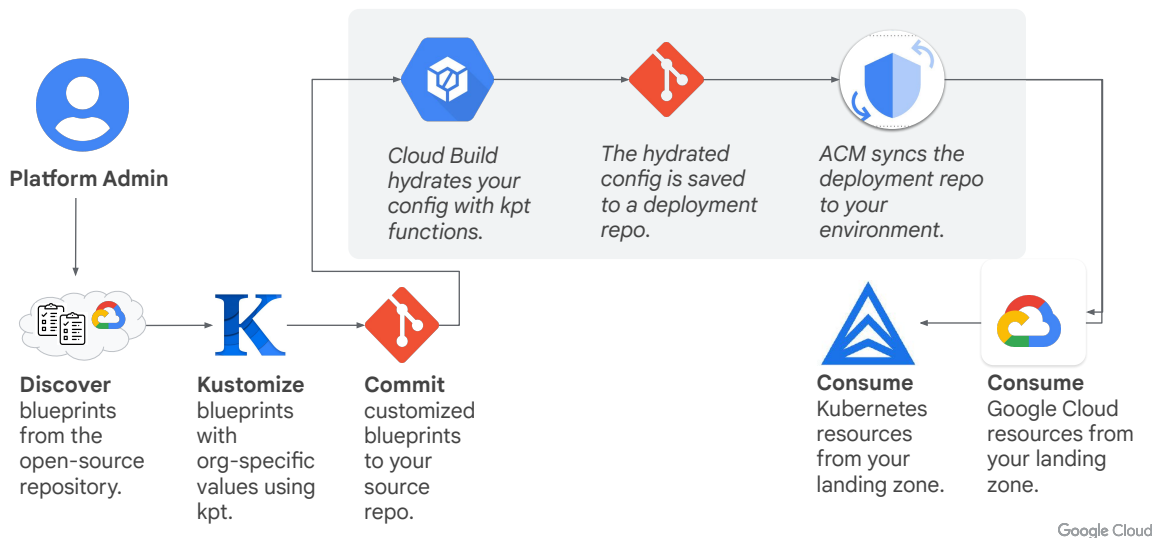 Platform Admin
Cloud Build
hydrates your
config with kpt
functions.
The hydrated
config is saved
to a deployment
repo.
ACM syncs the
deployment repo
to your
environment.
Discover
blueprints
from the
open-source
repository.
Kustomize
blueprints
with
org-specific
values using
kpt.
Commit
customized
blueprints
to your
source
repo.
Consume
Kubernetes
resources
from your
landing zone.
Consume
Google Cloud
resources from
your landing
zone.
Google Cloud